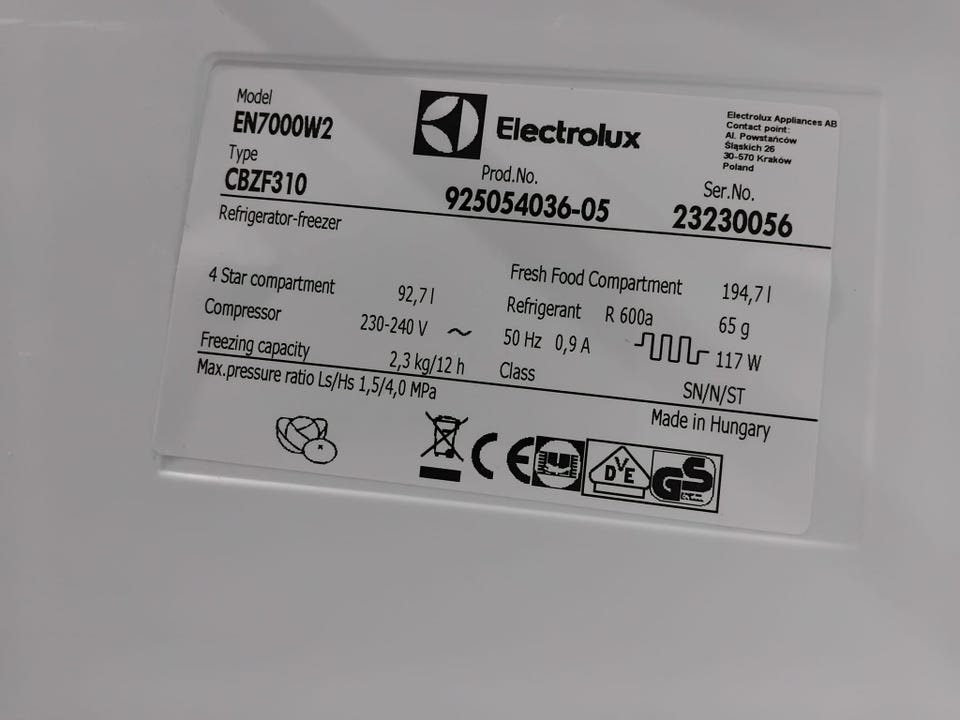 Model
EN7000W2
Type
CBZF310
Electrolux
Electrolux Appliances AB
Contact point:
Al. Powstańców
Śląskich 26
30-570 Kraków
Poland
Prod.No.
925054036-05
Ser.No.
23230056
Refrigerator-freezer
4 Star compartment 92,7 l
Fresh Food Compartment 194,7 l
Compressor
Refrigerant R 600a 65 g
230-240 V ~ 50 Hz 0,9 A 117 W
Freezing capacity 2,3 kg/12 h
Class SN/N/ST
Max.pressure ratio Ls/Hs 1,5/4,0 MPa
Made in Hungary
CE
DVE
GS